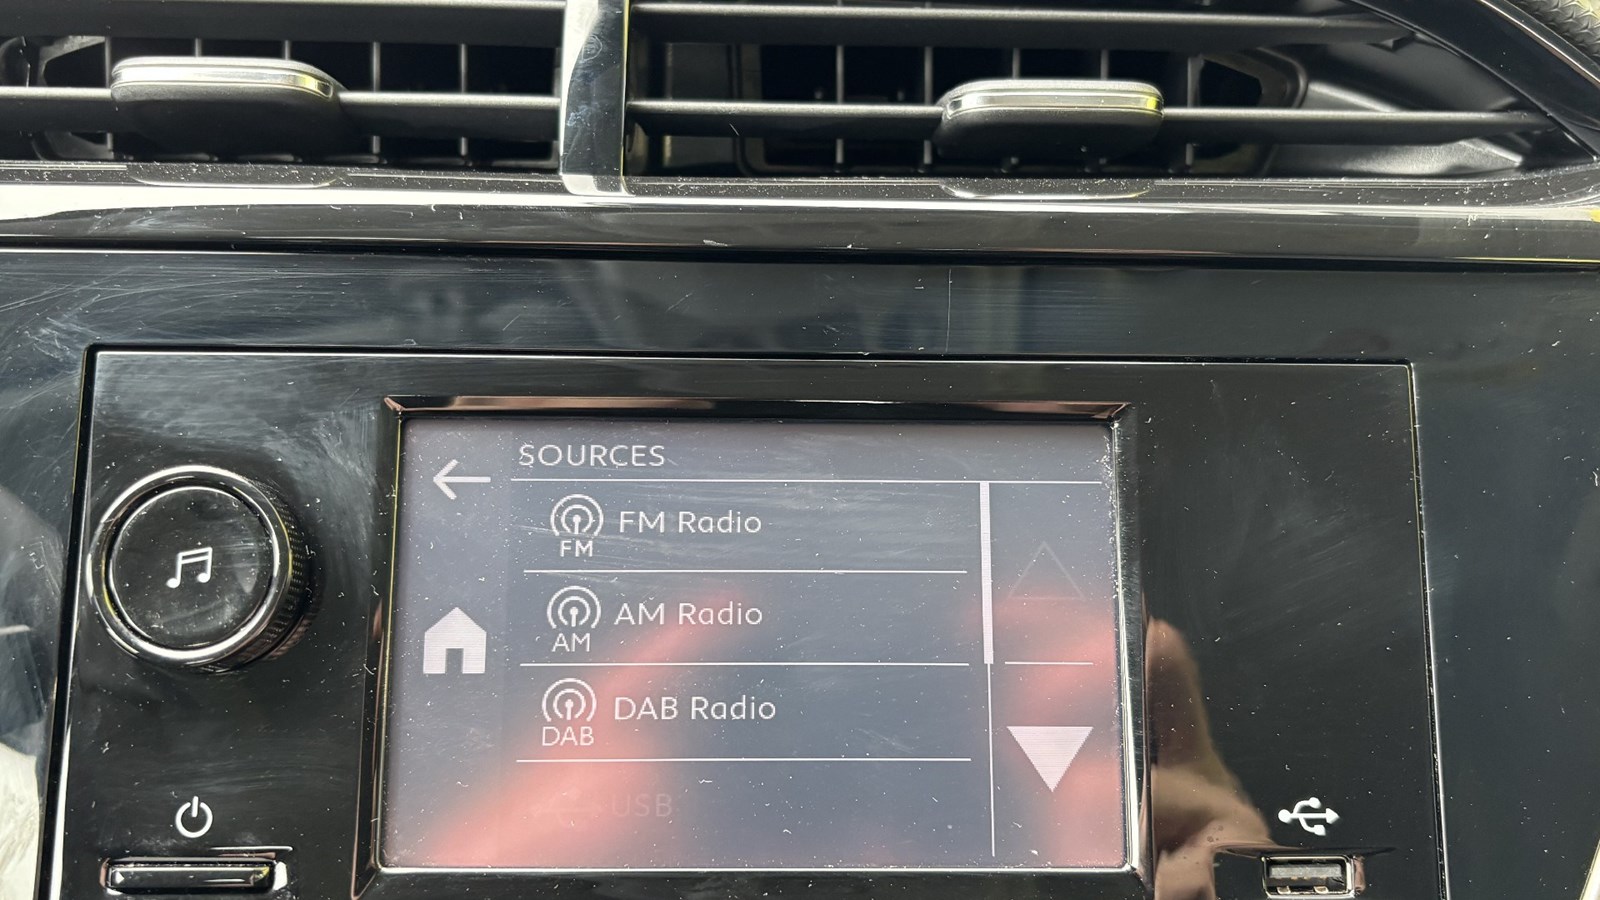 SOURCES
FM Radio
FM
AM Radio
AM
DAB Radio
DAB
USB